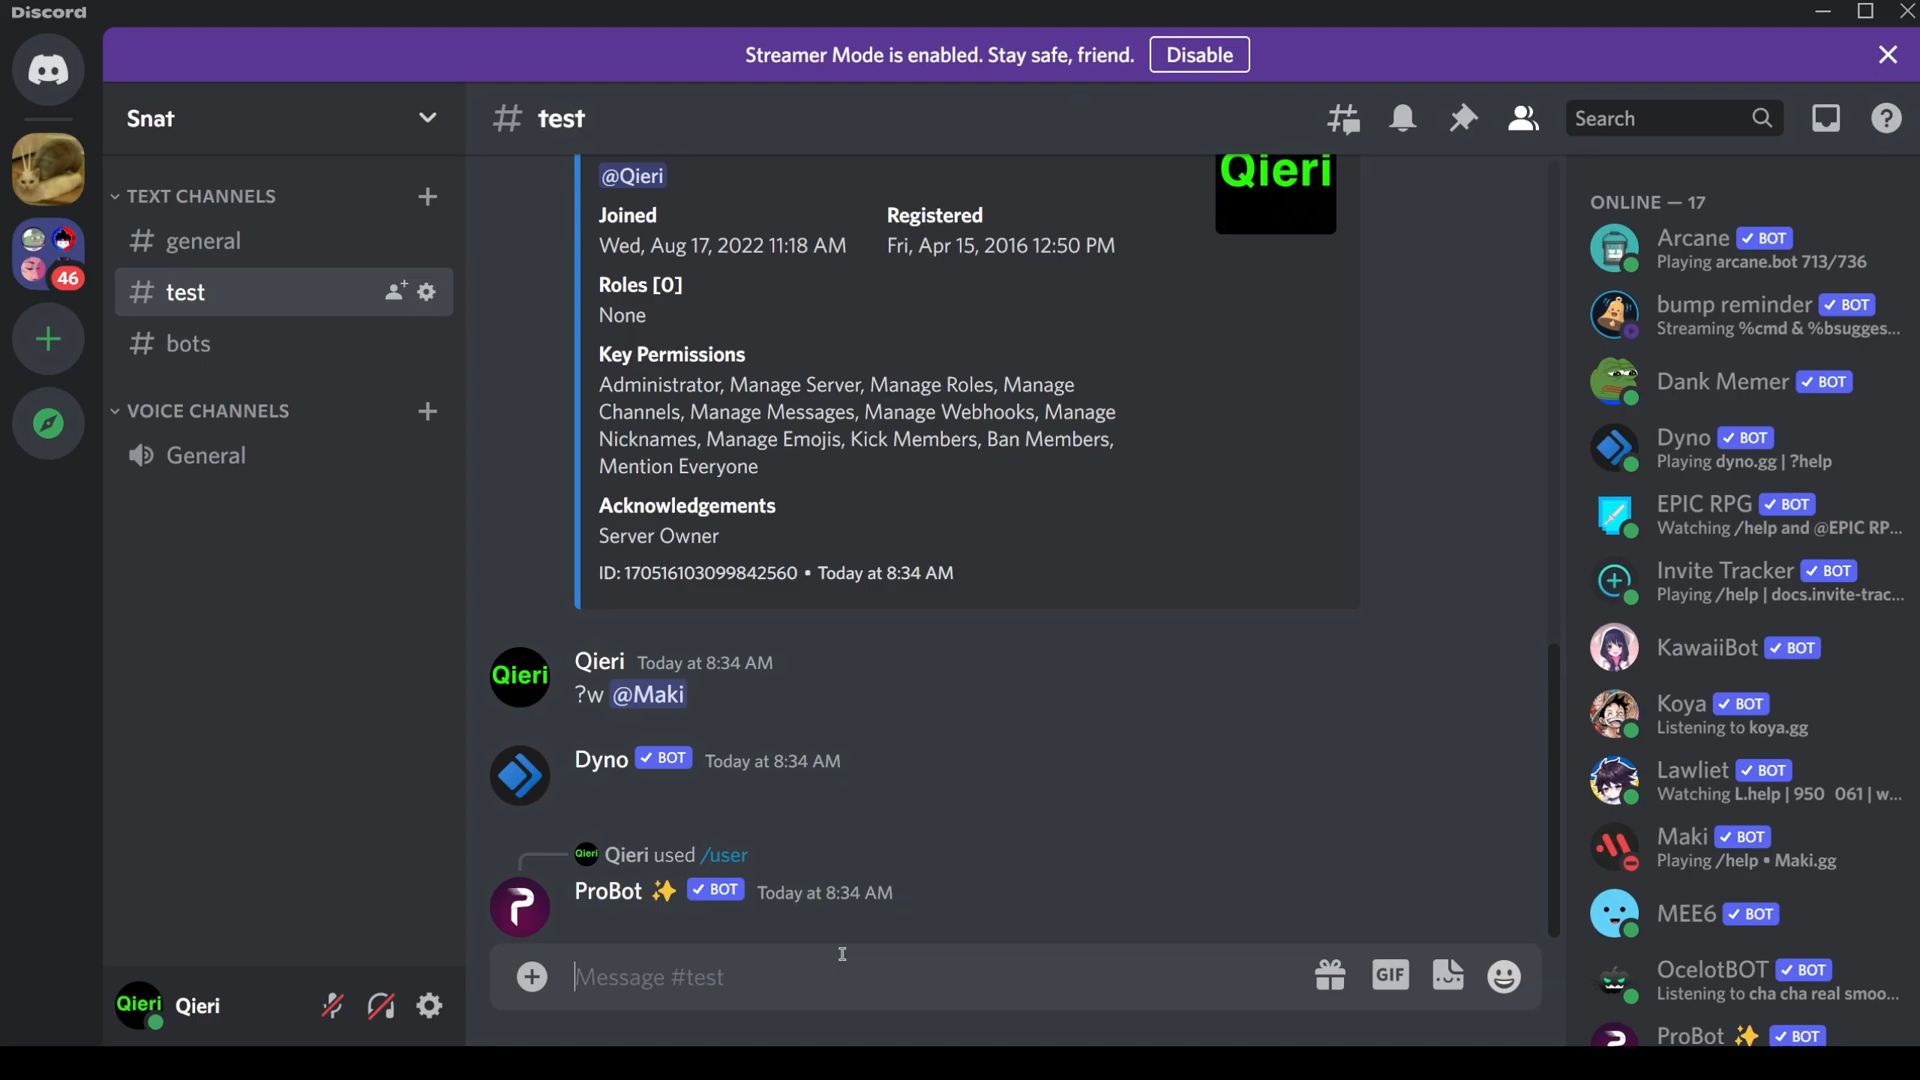 Discord
Streamer Mode is enabled. Stay safe, friend. Disable
Snat
TEXT CHANNELS
# general
# test
# bots
VOICE CHANNELS
General
46
Qieri Qieri
# test
Search
@Qieri
Qieri
Joined Registered
Wed, Aug 17, 2022 11:18 AM Fri, Apr 15, 2016 12:50 PM
Roles [0]
None
Key Permissions
Administrator, Manage Server, Manage Roles, Manage
Channels, Manage Messages, Manage Webhooks, Manage
Nicknames, Manage Emojis, Kick Members, Ban Members,
Mention Everyone
Acknowledgements
Server Owner
ID: 170516103099842560 • Today at 8:34 AM
Qieri Qieri Today at 8:34 AM
?w @Maki
Dyno ✓ BOT Today at 8:34 AM
Qieri Qieri used /user
ProBot ✨ ✓ BOT Today at 8:34 AM
Message #test
GIF
ONLINE — 17
Arcane ✓ BOT
Playing arcane.bot 713/736
bump reminder ✓ BOT
Streaming %cmd & %bsugges...
Dank Memer ✓ BOT
Dyno ✓ BOT
Playing dyno.gg | ?help
EPIC RPG ✓ BOT
Watching /help and @EPIC RP...
Invite Tracker ✓ BOT
Playing /help | docs.invite-trac...
KawaiiBot ✓ BOT
Koya ✓ BOT
Listening to koya.gg
Lawliet ✓ BOT
Watching L.help | 950 061 | w...
Maki ✓ BOT
Playing /help • Maki.gg
MEE6 ✓ BOT
OcelotBOT ✓ BOT
Listening to cha cha real smoo...
ProBot ✨ ✓ BOT